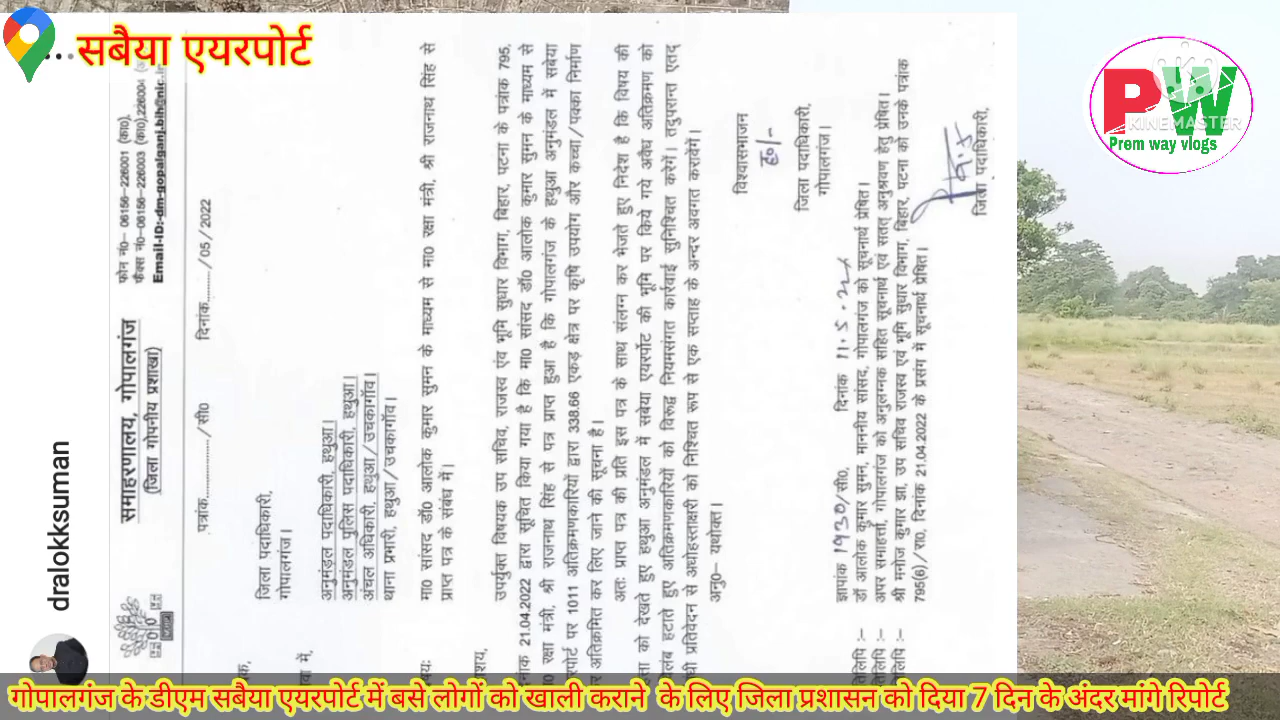 ... सबैया एयरपोर्ट
PW
KINEMASTER
Prem way vlogs
dralokksuman
समाहरणालय, गोपालगंज
(जिला गोपनीय प्रशाखा)
फोन नं0– 06156–226001 (का0),226004
फैक्स नं0–06156–226003 (का0),
Email-ID:-dm-gopalganj.bih@nic.in
पत्रांक............../सी0 दिनांक........./05/2022
जिला पदाधिकारी,
गोपालगंज।
अनुमंडल पदाधिकारी, हथुआ।
अनुमंडल पुलिस पदाधिकारी, हथुआ।
अंचल अधिकारी, हथुआ/उचकागॉव।
थाना प्रभारी, हथुआ/उचकागॉव।
मा0 सांसद डॉ0 आलोक कुमार सुमन के माध्यम से मा0 रक्षा मंत्री, श्री राजनाथ सिंह से
प्राप्त पत्र के संबंध में।
उपर्युक्त विषयक उप सचिव, राजस्व एंव भूमि सुधार विभाग, बिहार, पटना के पत्रांक 795,
21.04.2022 द्वारा सूचित किया गया है कि मा0 सांसद डॉ0 आलोक कुमार सुमन के माध्यम से
रक्षा मंत्री, श्री राजनाथ सिंह से पत्र प्राप्त हुआ है कि गोपालगंज के हथुआ अनुमंडल में सबेया
पर 1011 अतिक्रमणकारियों द्वारा 338.66 एकड़ क्षेत्र पर कृषि उपयोग और कच्चा/पक्का निर्माण
अतिक्रमित कर लिए जाने की सूचना है।
अतः प्राप्त पत्र की प्रति इस पत्र के साथ संलग्न कर भेजते हुए निदेश है कि विषय की
को देखते हुए हथुआ अनुमंडल में सबेया एयरपोर्ट की भूमि पर किये गये अवैध अतिक्रमण को
हटाते हुए अतिक्रमणकारियों के विरुद्ध नियमसंगत कार्रवाई सुनिश्चित करेगें। तदुपरान्त एतद्
प्रतिवेदन से अधोहस्ताक्षरी को निश्चित रूप से एक सप्ताह के अन्दर अवगत करावेगें।
अनु0– यथोक्त।
विश्वासभाजन
ह0/-
जिला पदाधिकारी,
गोपालगंज।
ज्ञापांक 1930/सी0, दिनांक 11.5.22
डॉ आलोक कुमार सुमन, माननीय सांसद, गोपालगंज को सूचनार्थ प्रेषित।
अपर समाहर्त्ता, गोपालगंज को अनुलग्नक सहित सूचनार्थ एवं सतत् अनुश्रवण हेतु प्रेषित।
श्री मनोज कुमार झा, उप सचिव राजस्व एवं भूमि सुधार विभाग, बिहार, पटना को उनके पत्रांक
795(6)/रा0, दिनांक 21.04.2022 के प्रसंग में सूचनार्थ प्रेषित।
जिला पदाधिकारी,
गोपालगंज के डीएम सबैया एयरपोर्ट में बसे लोगों को खाली कराने के लिए जिला प्रशासन को दिया 7 दिन के अंदर मांगे रिपोर्ट